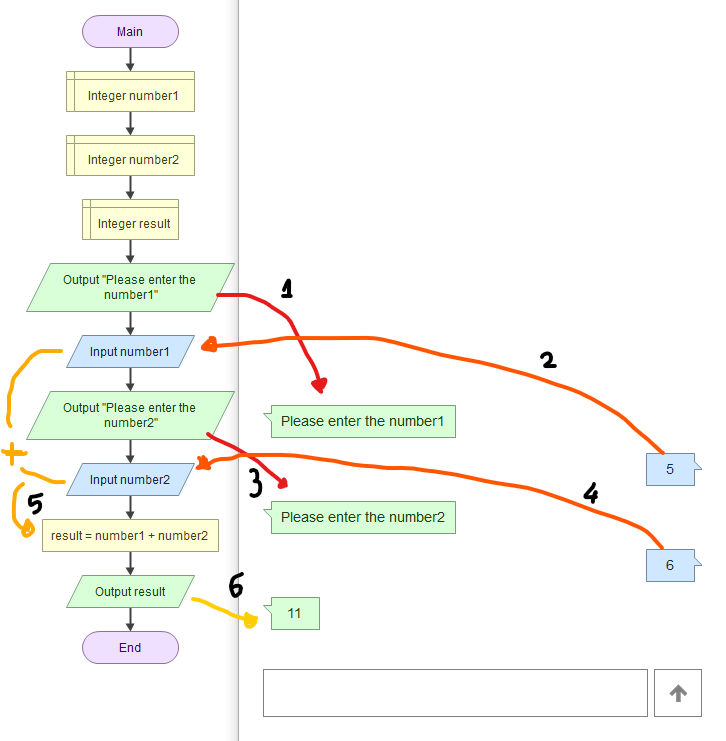 Main
Integer number1
Integer number2
Integer result
Output "Please enter the
number1"
1
Input number1
2
Output "Please enter the
number2"
Please enter the number1
+
Input number2
3
5
4
5
Please enter the number2
result = number1 + number2
6
Output result
6
11
End